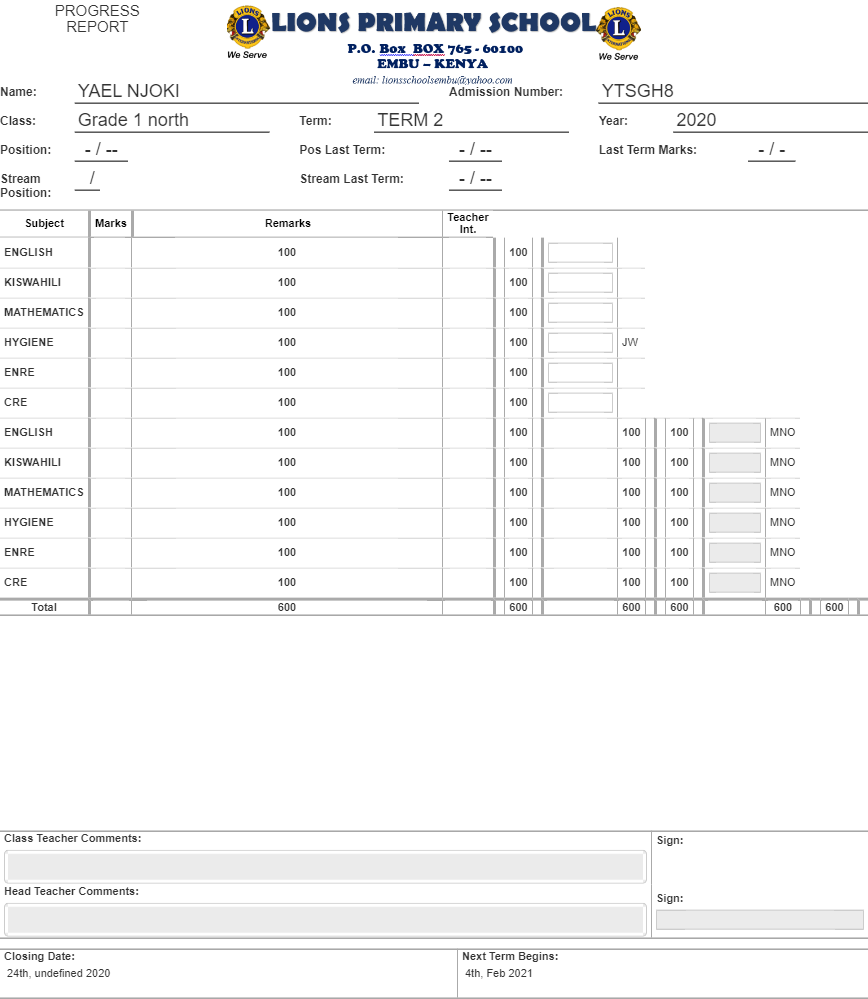 PROGRESS REPORT
LIONS PRIMARY SCHOOL
We Serve
We Serve
P.O. Box BOX 765 - 60100
EMBU – KENYA
email: lionsschoolsembu@yahoo.com
Name: YAEL NJOKI Admission Number: YTSGH8
Class: Grade 1 north Term: TERM 2 Year: 2020
Position: - / -- Pos Last Term: - / -- Last Term Marks: - / -
Stream Position: / Stream Last Term: - / --
Subject Marks Remarks Teacher Int.
ENGLISH 100 100
KISWAHILI 100 100
MATHEMATICS 100 100
HYGIENE 100 100 JW
ENRE 100 100
CRE 100 100
ENGLISH 100 100 100 100 MNO
KISWAHILI 100 100 100 100 MNO
MATHEMATICS 100 100 100 100 MNO
HYGIENE 100 100 100 100 MNO
ENRE 100 100 100 100 MNO
CRE 100 100 100 100 MNO
Total 600 600 600 600 600 600
Class Teacher Comments: Sign:
Head Teacher Comments: Sign:
Closing Date: Next Term Begins:
24th, undefined 2020 4th, Feb 2021